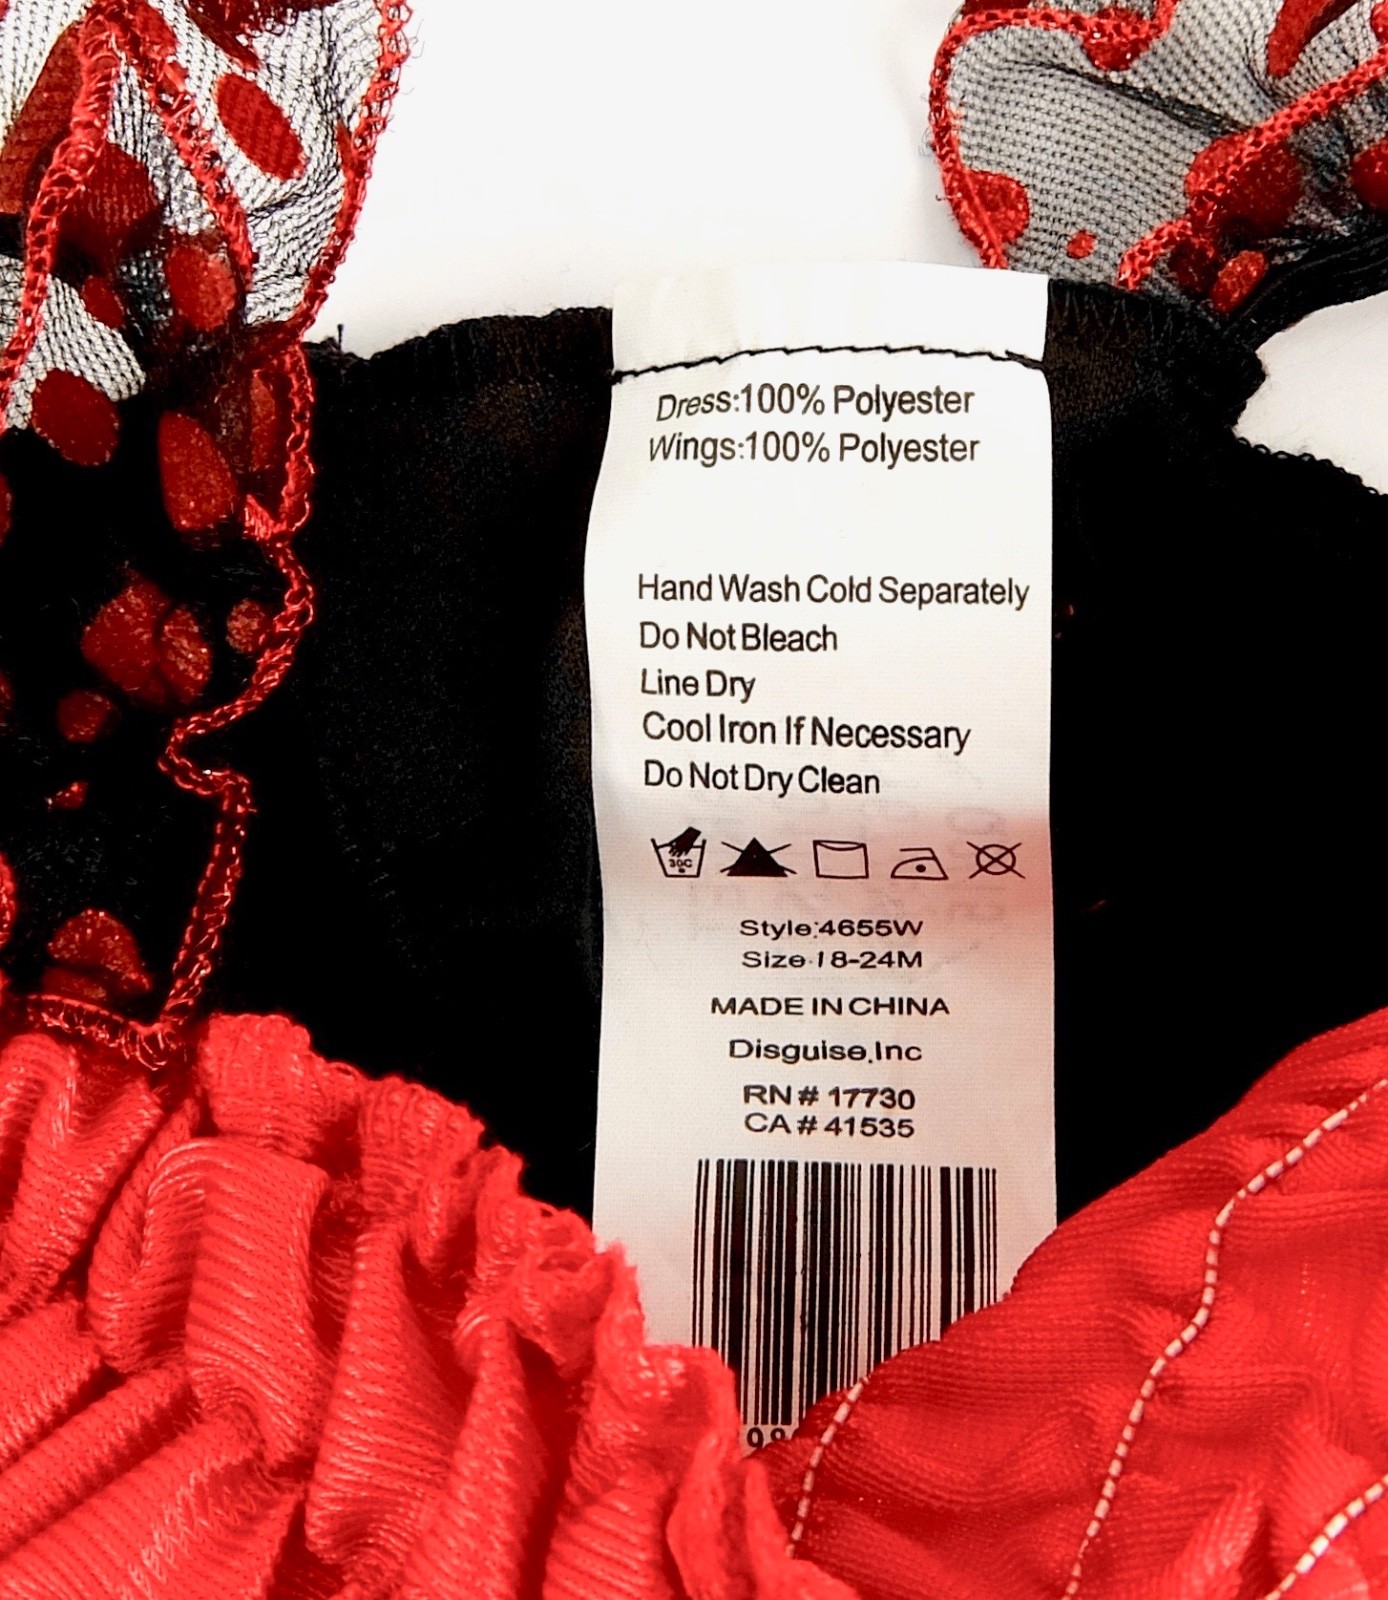 Dress:100% Polyester
Wings:100% Polyester
Hand Wash Cold Separately
Do Not Bleach
Line Dry
Cool Iron If Necessary
Do Not Dry Clean
30C
Style:4655W
Size:18-24M
MADE IN CHINA
Disguise,Inc
RN# 17730
CA# 41535